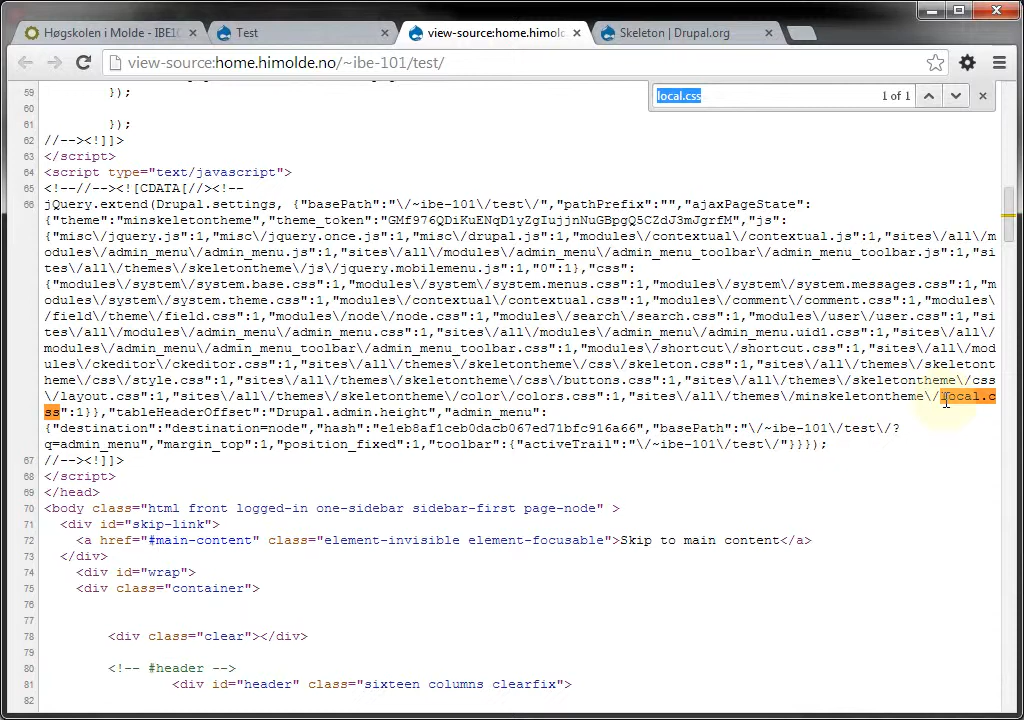 Høgskolen i Molde - IBE10
Test
view-source:home.himold
Skeleton | Drupal.org
view-source:home.himolde.no/~ibe-101/test/
local.css 1 of 1
59 });
60
61 });
62 //--><!]]>
63 </script>
64 <script type="text/javascript">
65 <!--//--><![CDATA[//><!--
66 jQuery.extend(Drupal.settings, {"basePath":"\/~ibe-101\/test\/","pathPrefix":"","ajaxPageState":
{"theme":"minskeletontheme","theme_token":"GMf976QDiKuENqD1yZgIujjnNuGBpgQ5CZdJ3mJgrfM","js":
{"misc\/jquery.js":1,"misc\/jquery.once.js":1,"misc\/drupal.js":1,"modules\/contextual\/contextual.js":1,"sites\/all\/m
odules\/admin_menu\/admin_menu.js":1,"sites\/all\/modules\/admin_menu\/admin_menu_toolbar\/admin_menu_toolbar.js":1,"si
tes\/all\/themes\/skeletontheme\/js\/jquery.mobilemenu.js":1,"0":1},"css":
{"modules\/system\/system.base.css":1,"modules\/system\/system.menus.css":1,"modules\/system\/system.messages.css":1,"m
odules\/system\/system.theme.css":1,"modules\/contextual\/contextual.css":1,"modules\/comment\/comment.css":1,"modules\
/field\/theme\/field.css":1,"modules\/node\/node.css":1,"modules\/search\/search.css":1,"modules\/user\/user.css":1,"si
tes\/all\/modules\/admin_menu\/admin_menu.css":1,"sites\/all\/modules\/admin_menu\/admin_menu.uid1.css":1,"sites\/all\/
modules\/admin_menu\/admin_menu_toolbar\/admin_menu_toolbar.css":1,"modules\/shortcut\/shortcut.css":1,"sites\/all\/mod
ules\/ckeditor\/ckeditor.css":1,"sites\/all\/themes\/skeletontheme\/css\/skeleton.css":1,"sites\/all\/themes\/skeletont
heme\/css\/style.css":1,"sites\/all\/themes\/skeletontheme\/css\/buttons.css":1,"sites\/all\/themes\/skeletontheme\/css
\/layout.css":1,"sites\/all\/themes\/skeletontheme\/color\/colors.css":1,"sites\/all\/themes\/minskeletontheme\/local.c
ss":1}},"tableHeaderOffset":"Drupal.admin.height","admin_menu":
{"destination":"destination=node","hash":"e1eb8af1ceb0dacb067ed71bfc916a66","basePath":"\/~ibe-101\/test\/?
q=admin_menu","margin_top":1,"position_fixed":1,"toolbar":{"activeTrail":"\/~ibe-101\/test\/"}}});
67 //--><!]]>
68 </script>
69 </head>
70 <body class="html front logged-in one-sidebar sidebar-first page-node" >
71 <div id="skip-link">
72 <a href="#main-content" class="element-invisible element-focusable">Skip to main content</a>
73 </div>
74 <div id="wrap">
75 <div class="container">
76
77
78 <div class="clear"></div>
79
80 <!-- #header -->
81 <div id="header" class="sixteen columns clearfix">
82